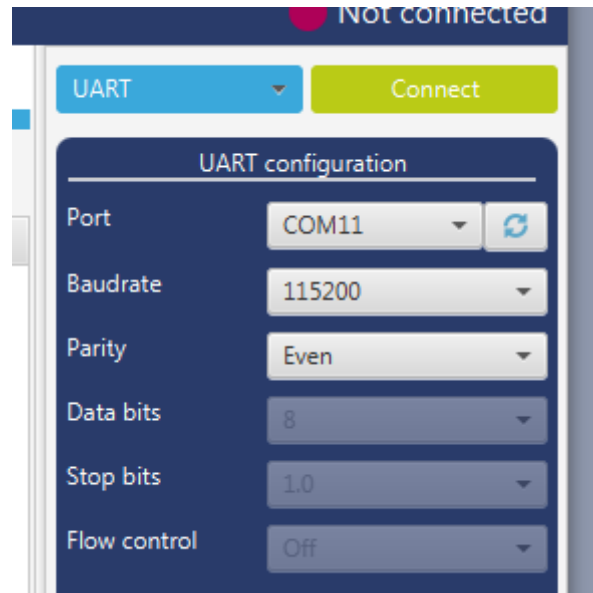 Not connected
UART
Connect
UART configuration
Port COM11
Baudrate 115200
Parity Even
Data bits 8
Stop bits 1.0
Flow control Off